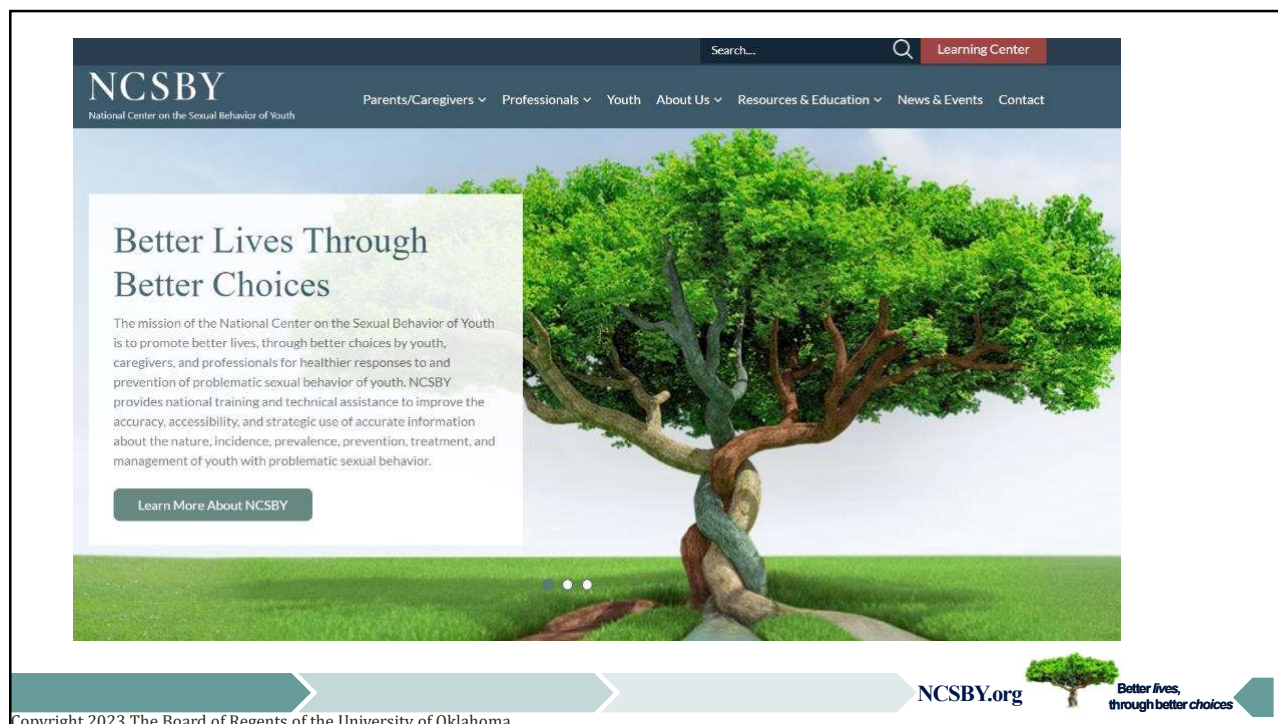 Search....
Learning Center
NCSBY
National Center on the Sexual Behavior of Youth
Parents/Caregivers Professionals Youth About Us Resources & Education News & Events Contact
Better Lives Through
Better Choices
The mission of the National Center on the Sexual Behavior of Youth
is to promote better lives, through better choices by youth,
caregivers, and professionals for healthier responses to and
prevention of problematic sexual behavior of youth. NCSBY
provides national training and technical assistance to improve the
accuracy, accessibility, and strategic use of accurate information
about the nature, incidence, prevalence, prevention, treatment, and
management of youth with problematic sexual behavior.
Learn More About NCSBY
NCSBY.org
Better lives,
through better choices
Copyright 2023 The Board of Regents of the University of Oklahoma